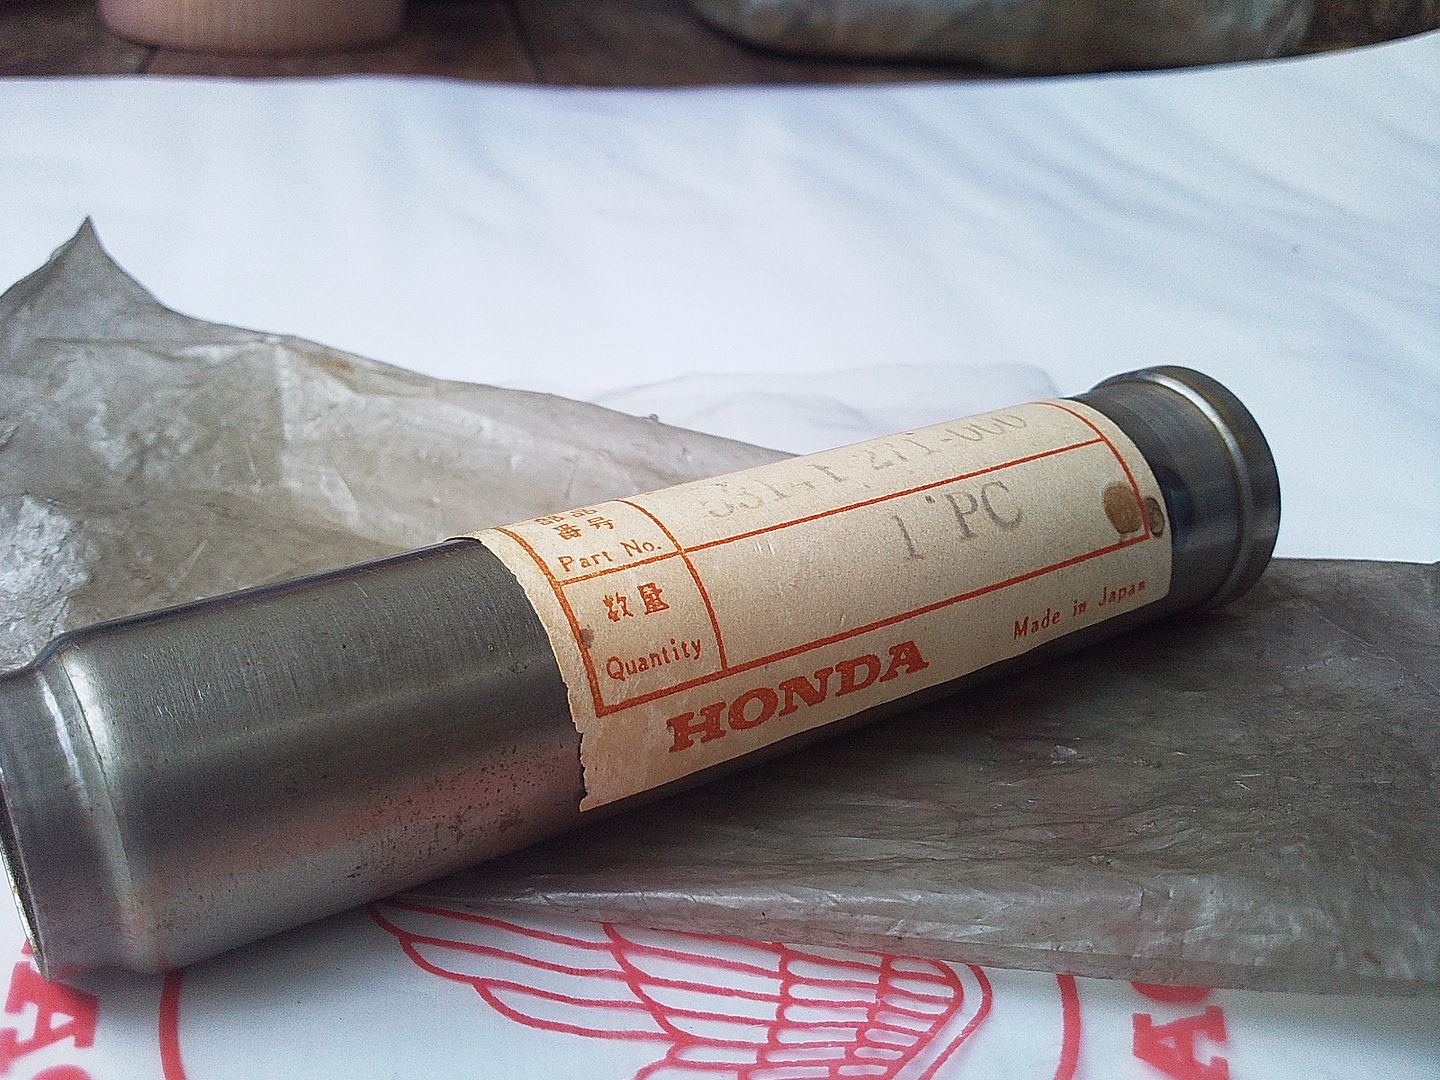 部品
番号
Part No.
数量
Quantity
1 PC
HONDA
Made in Japan